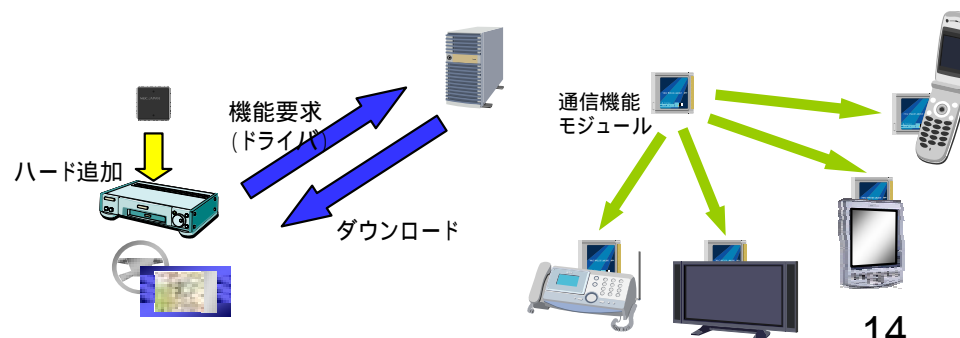 機能要求
(ドライバ)
ハード追加
ダウンロード
通信機能
モジュール
14